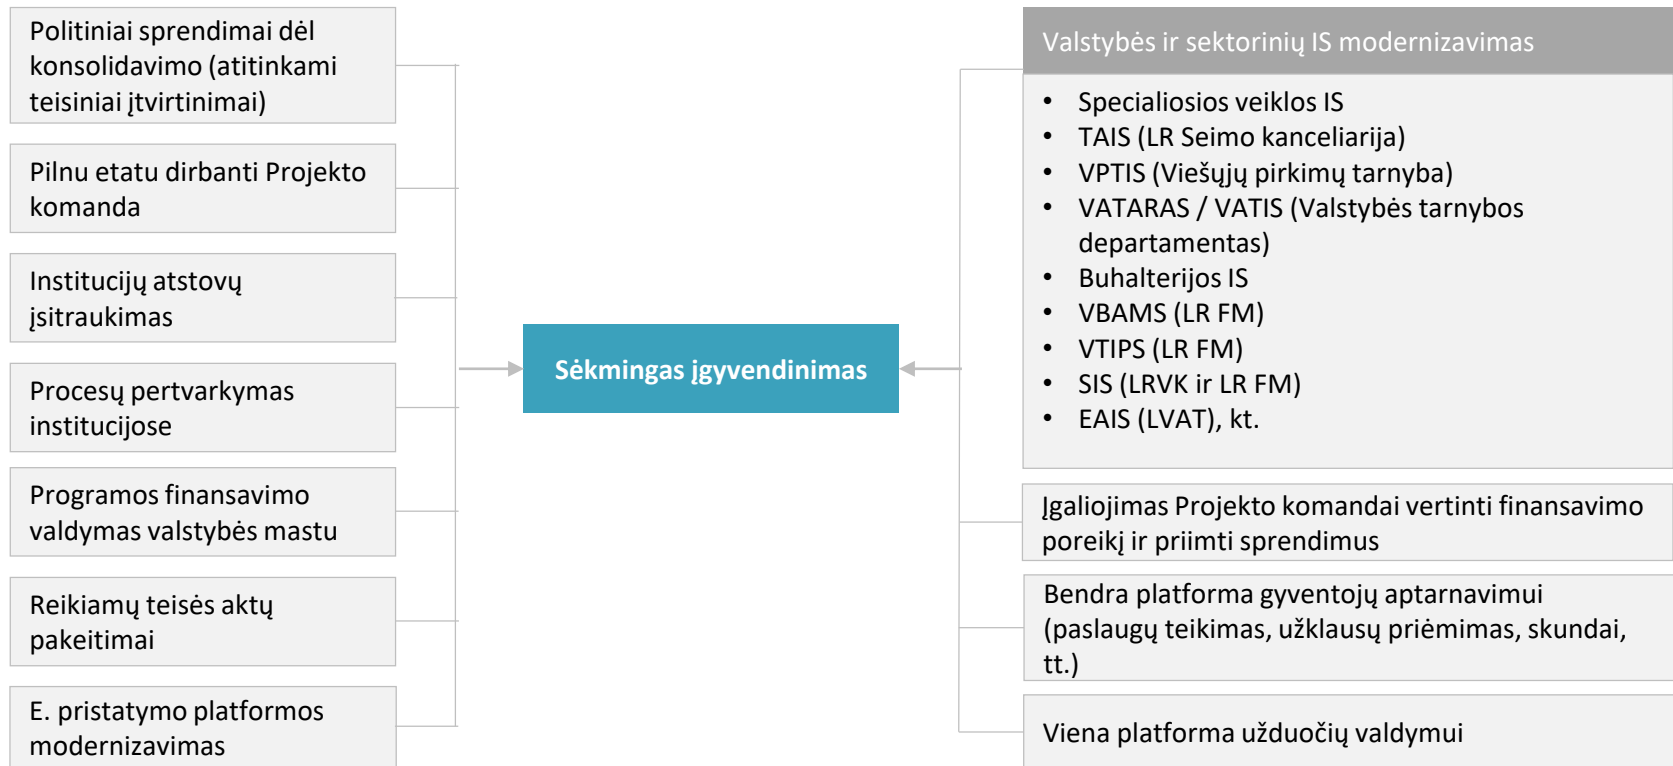 Politiniai sprendimai dėl
konsolidavimo (atitinkami
teisiniai įtvirtinimai)
Pilnu etatu dirbanti Projekto
komanda
Institucijų atstovų
įsitraukimas
Procesų pertvarkymas
institucijose
Programos finansavimo
valdymas valstybės mastu
Reikiamų teisės aktų
pakeitimai
E. pristatymo platformos
modernizavimas
Sėkmingas įgyvendinimas
Valstybės ir sektorinių IS modernizavimas
• Specialiosios veiklos IS
• TAIS (LR Seimo kanceliarija)
• VPTIS (Viešųjų pirkimų tarnyba)
• VATARAS / VATIS (Valstybės tarnybos
departamentas)
• Buhalterijos IS
• VBAMS (LR FM)
• VTIPS (LR FM)
• SIS (LRVK ir LR FM)
• EAIS (LVAT), kt.
Įgaliojimas Projekto komandai vertinti finansavimo
poreikį ir priimti sprendimus
Bendra platforma gyventojų aptarnavimui
(paslaugų teikimas, užklausų priėmimas, skundai,
tt.)
Viena platforma užduočių valdymui